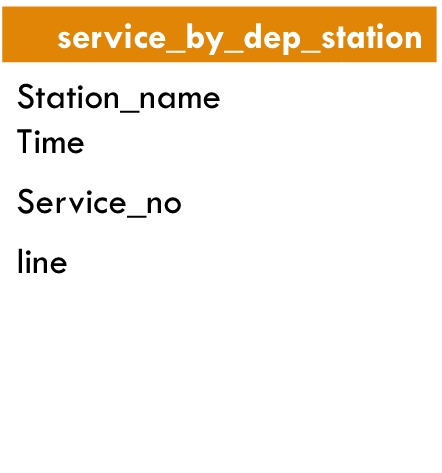 service_by_dep_station
Station_name
Time
Service_no
line